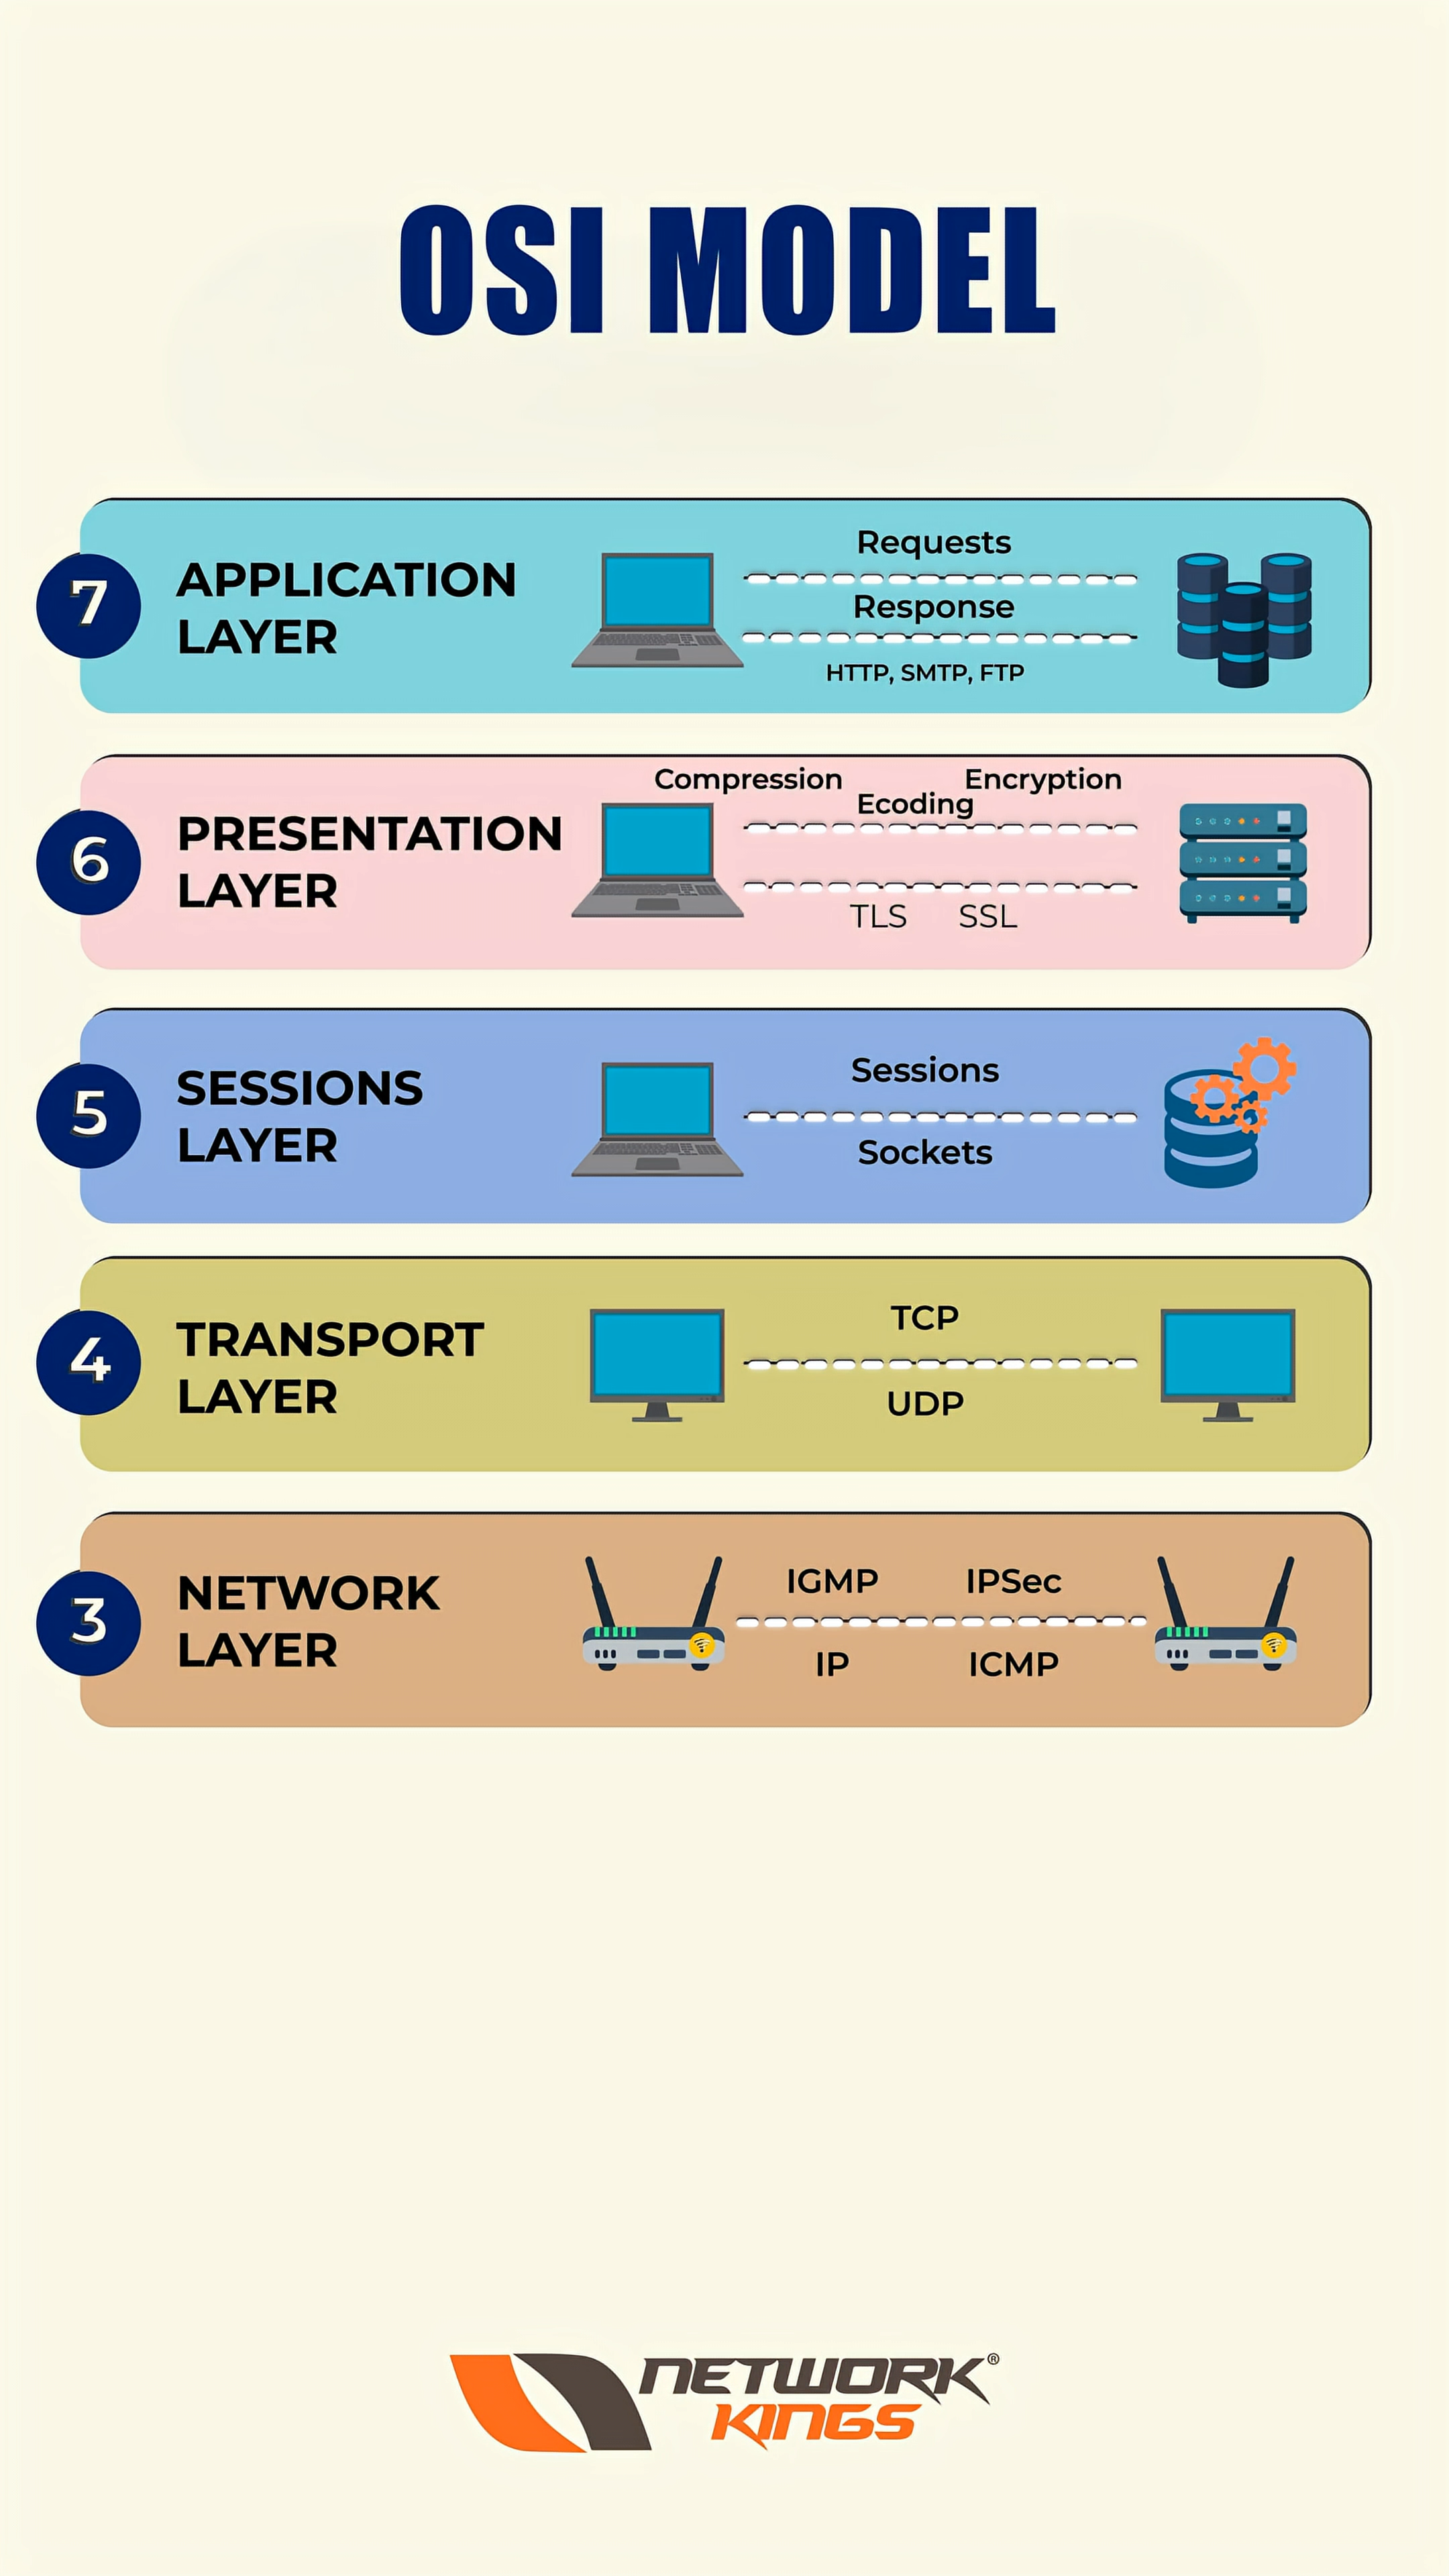 OSI MODEL
7
APPLICATION
LAYER
Requests
Response
HTTP, SMTP, FTP
6
PRESENTATION
LAYER
Compression
Encryption
Ecoding
TLS SSL
5
SESSIONS
LAYER
Sessions
Sockets
4
TRANSPORT
LAYER
TCP
UDP
3
NETWORK
LAYER
IGMP IPSec
IP ICMP
NETWORK®
KINGS